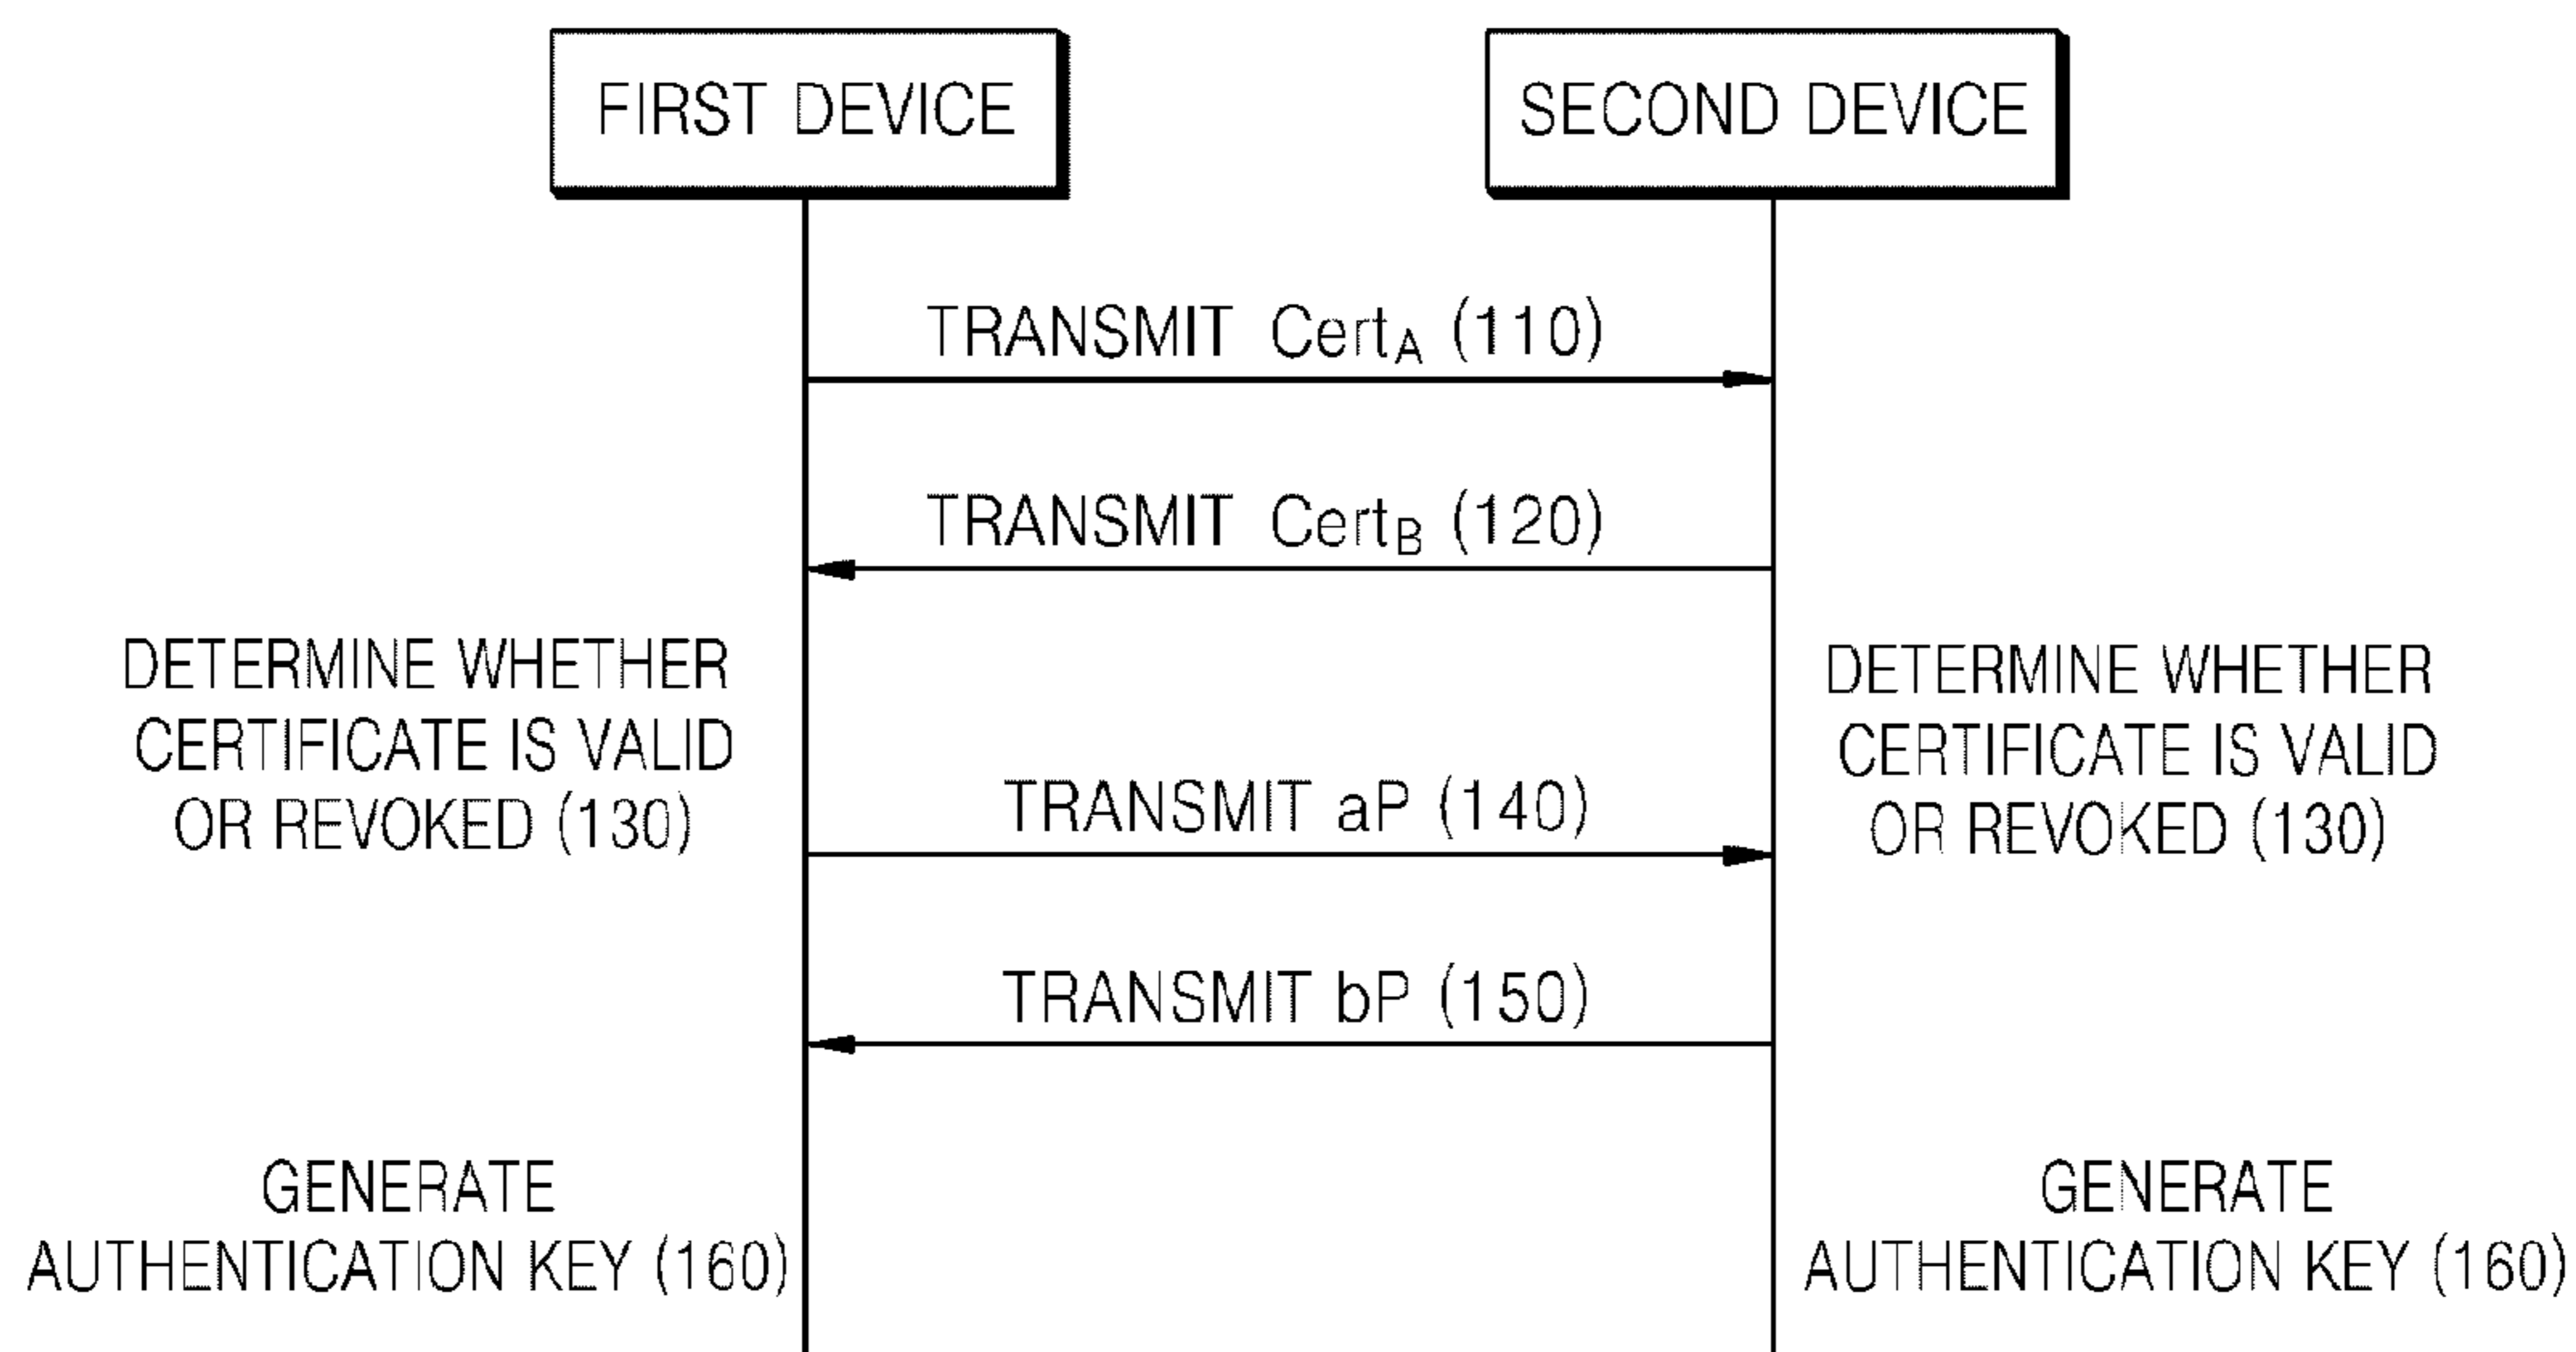 FIRST DEVICE
SECOND DEVICE
TRANSMIT CertA (110)
TRANSMIT CertB (120)
DETERMINE WHETHER
CERTIFICATE IS VALID
OR REVOKED (130)
DETERMINE WHETHER
CERTIFICATE IS VALID
OR REVOKED (130)
TRANSMIT aP (140)
TRANSMIT bP (150)
GENERATE
AUTHENTICATION KEY (160)
GENERATE
AUTHENTICATION KEY (160)